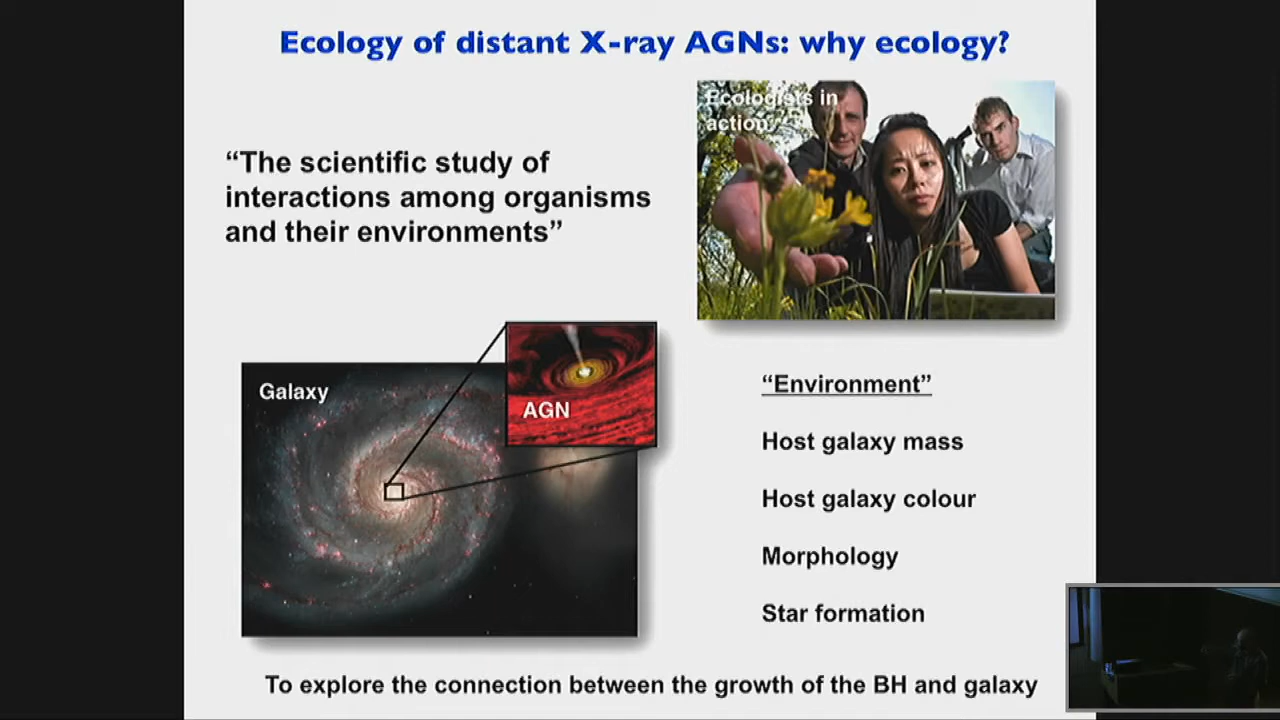 Ecology of distant X-ray AGNs: why ecology?
Ecologists in
action
“The scientific study of
interactions among organisms
and their environments”
Galaxy
AGN
“Environment”
Host galaxy mass
Host galaxy colour
Morphology
Star formation
To explore the connection between the growth of the BH and galaxy